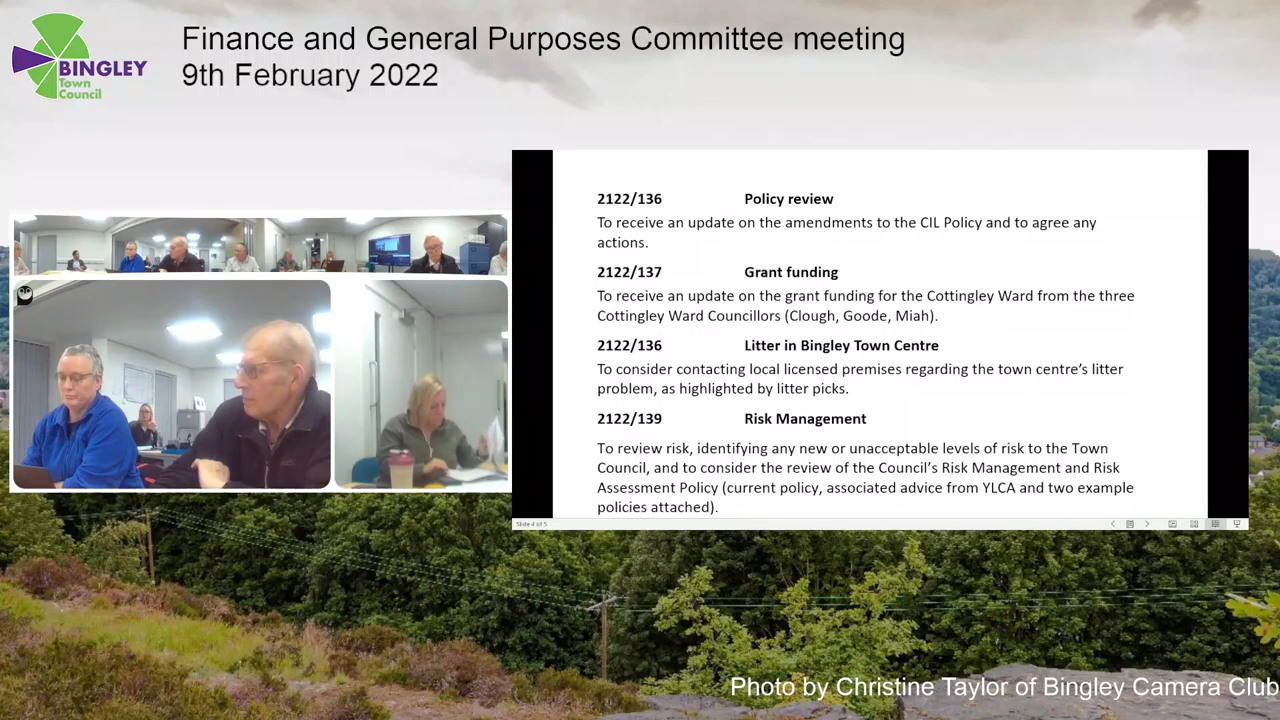 BINGLEY
Town
Council
Finance and General Purposes Committee meeting
9th February 2022
2122/136 Policy review
To receive an update on the amendments to the CIL Policy and to agree any
actions.
2122/137 Grant funding
To receive an update on the grant funding for the Cottingley Ward from the three
Cottingley Ward Councillors (Clough, Goode, Miah).
2122/136 Litter in Bingley Town Centre
To consider contacting local licensed premises regarding the town centre’s litter
problem, as highlighted by litter picks.
2122/139 Risk Management
To review risk, identifying any new or unacceptable levels of risk to the Town
Council, and to consider the review of the Council’s Risk Management and Risk
Assessment Policy (current policy, associated advice from YLCA and two example
policies attached).
Slide 4 of 5
Photo by Christine Taylor of Bingley Camera Club